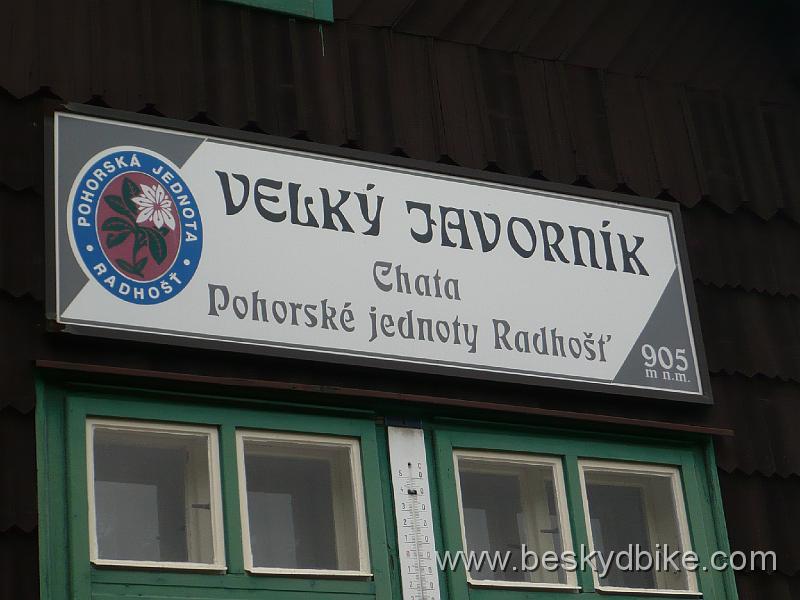 POHORSKÁ JEDNOTA
RADHOŠŤ
VELKÝ JAVORNÍK
Chata
Pohorské jednoty Radhošť
905
m n.m.
www.beskydbike.com